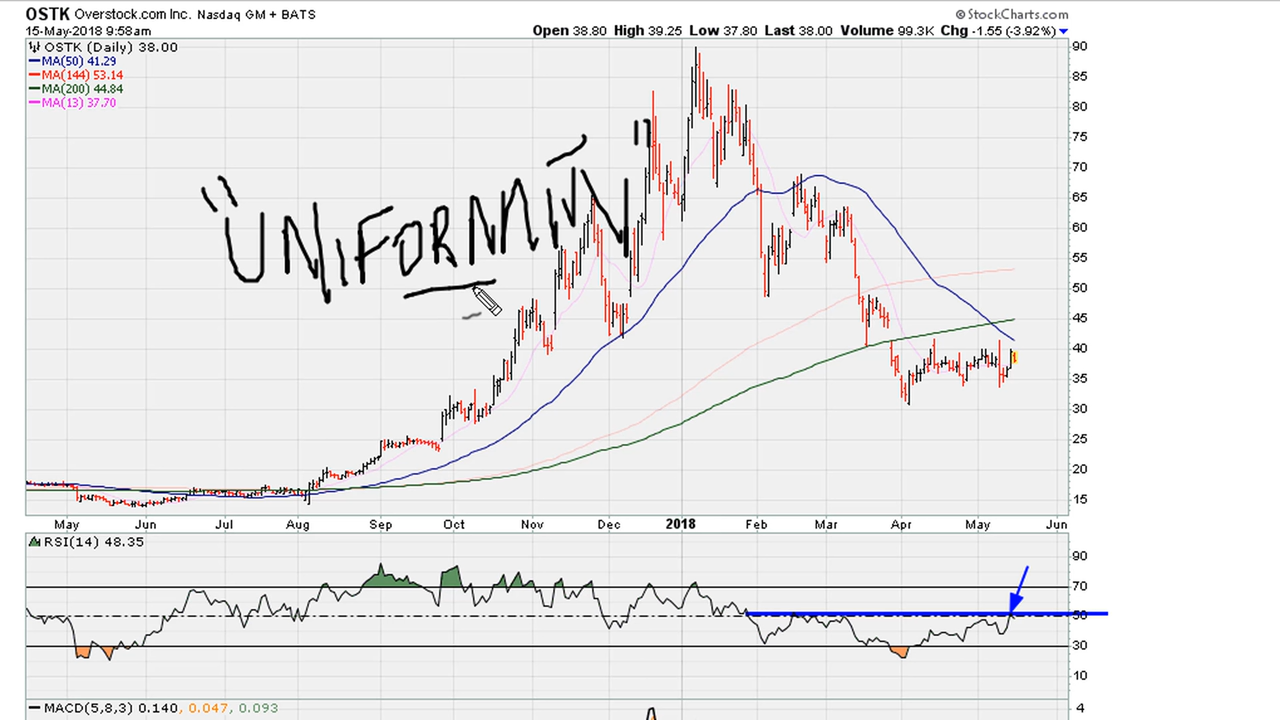 OSTK Overstock.com Inc. Nasdaq GM + BATS
© StockCharts.com
15-May-2018 9:58am
Open 38.80 High 39.25 Low 37.80 Last 38.00 Volume 99.3K Chg -1.55 (-3.92%)
OSTK (Daily) 38.00
MA(50) 41.29
MA(144) 53.14
MA(200) 44.84
MA(13) 37.70
90
85
80
75
70
65
60
55
50
45
40
35
30
25
20
15
May Jun Jul Aug Sep Oct Nov Dec 2018 Feb Mar Apr May Jun
RSI(14) 48.35
90
70
50
30
10
MACD(5,8,3) 0.140, 0.047, 0.093
4